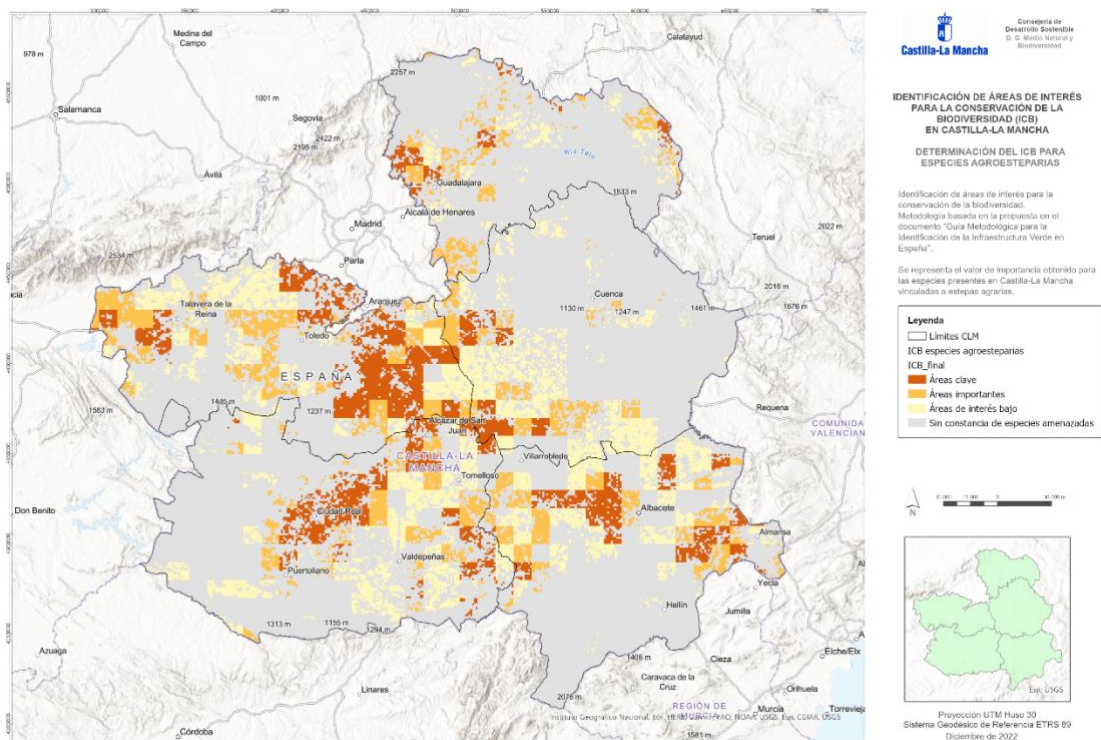 Castilla-La Mancha
Consejería de
Desarrollo Sostenible
D. G. Medio Natural y
Biodiversidad
IDENTIFICACIÓN DE ÁREAS DE INTERÉS
PARA LA CONSERVACIÓN DE LA
BIODIVERSIDAD (ICB)
EN CASTILLA-LA MANCHA
DETERMINACIÓN DEL ICB PARA
ESPECIES AGROESTEPARIAS
Identificación de áreas de interés para la
conservación de la biodiversidad.
Metodología basada en la propuesta en el
documento "Guía Metodológica para la
Identificación de la Infraestructura Verde en
España".
Se representa el valor de importancia obtenido para
las especies presentes en Castilla-La Mancha
vinculadas a estepas agrarias.
Leyenda
Límites CLM
ICB especies agroesteparias
ICB_final
Áreas clave
Áreas importantes
Áreas de interés bajo
Sin constancia de especies amenazadas
N
Esri, USGS
Proyección UTM Huso 30
Sistema Geodésico de Referencia ETRS 89
Diciembre de 2022
Medina del
Campo
Calatayud
978 m
2257 m
1001 m
Salamanca
Segovia
2422 m
2195 m
Río Tajo
Ávila
Guadalajara
1533 m
Alcalá de Henares
Madrid
Teruel
2022 m
2534 m
Parla
2016 m
Cuenca
1676 m
Talavera de la
Reina
Aranjuez
1130 m
1247 m
1461 m
Toledo
ESPAÑA
1583 m
1445 m
1237 m
Requena
Alcázar de San
Juan
COMUNIDA
VALENCIAN
CASTILLA-LA
MANCHA
Villarrobledo
Tomelloso
Don Benito
Ciudad Real
Albacete
Almansa
Valdepeñas
Puertollano
Yecla
Hellín
Jumilla
1313 m
1155 m
1294 m
Azuaga
1408 m
Cieza
Elche/Elx
Caravaca de la
Cruz
Orihuela
Linares
2076 m
REGIÓN DE
MURCIA
Murcia
Torrevieja
Córdoba
1581 m